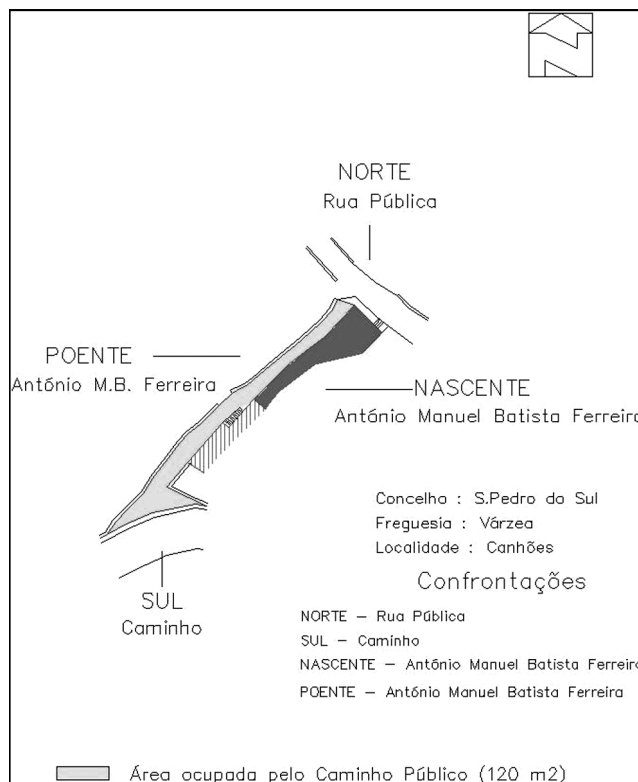 NORTE
Rua Pública
POENTE
António M.B. Ferreira
NASCENTE
António Manuel Batista Ferreira
Concelho : S.Pedro do Sul
Freguesia : Várzea
Localidade : Canhões
Confrontações
SUL
Caminho
NORTE – Rua Pública
SUL – Caminho
NASCENTE – António Manuel Batista Ferreira
POENTE – António Manuel Batista Ferreira
Área ocupada pelo Caminho Público (120 m2)